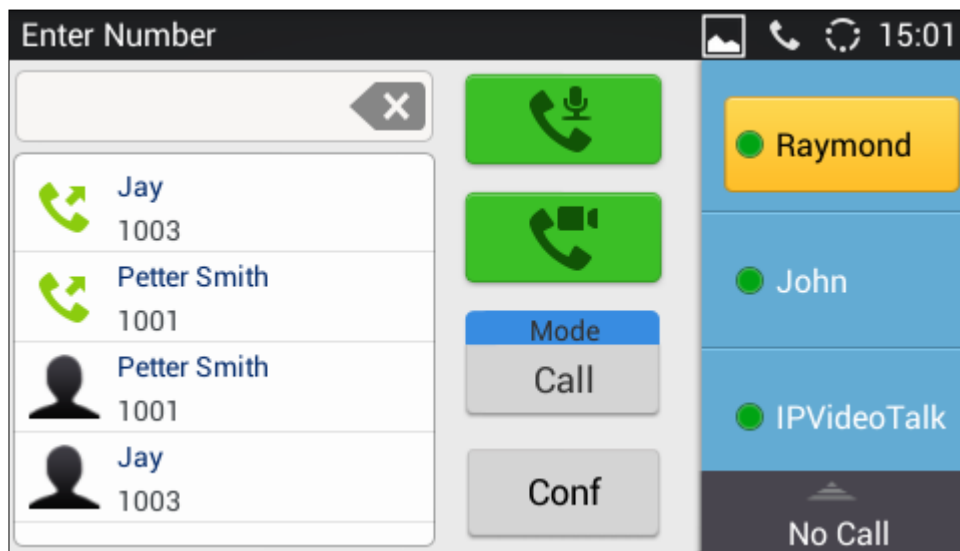 Enter Number
15:01
Jay
1003
Petter Smith
1001
Petter Smith
1001
Jay
1003
Mode
Call
Conf
Raymond
John
IPVideoTalk
No Call